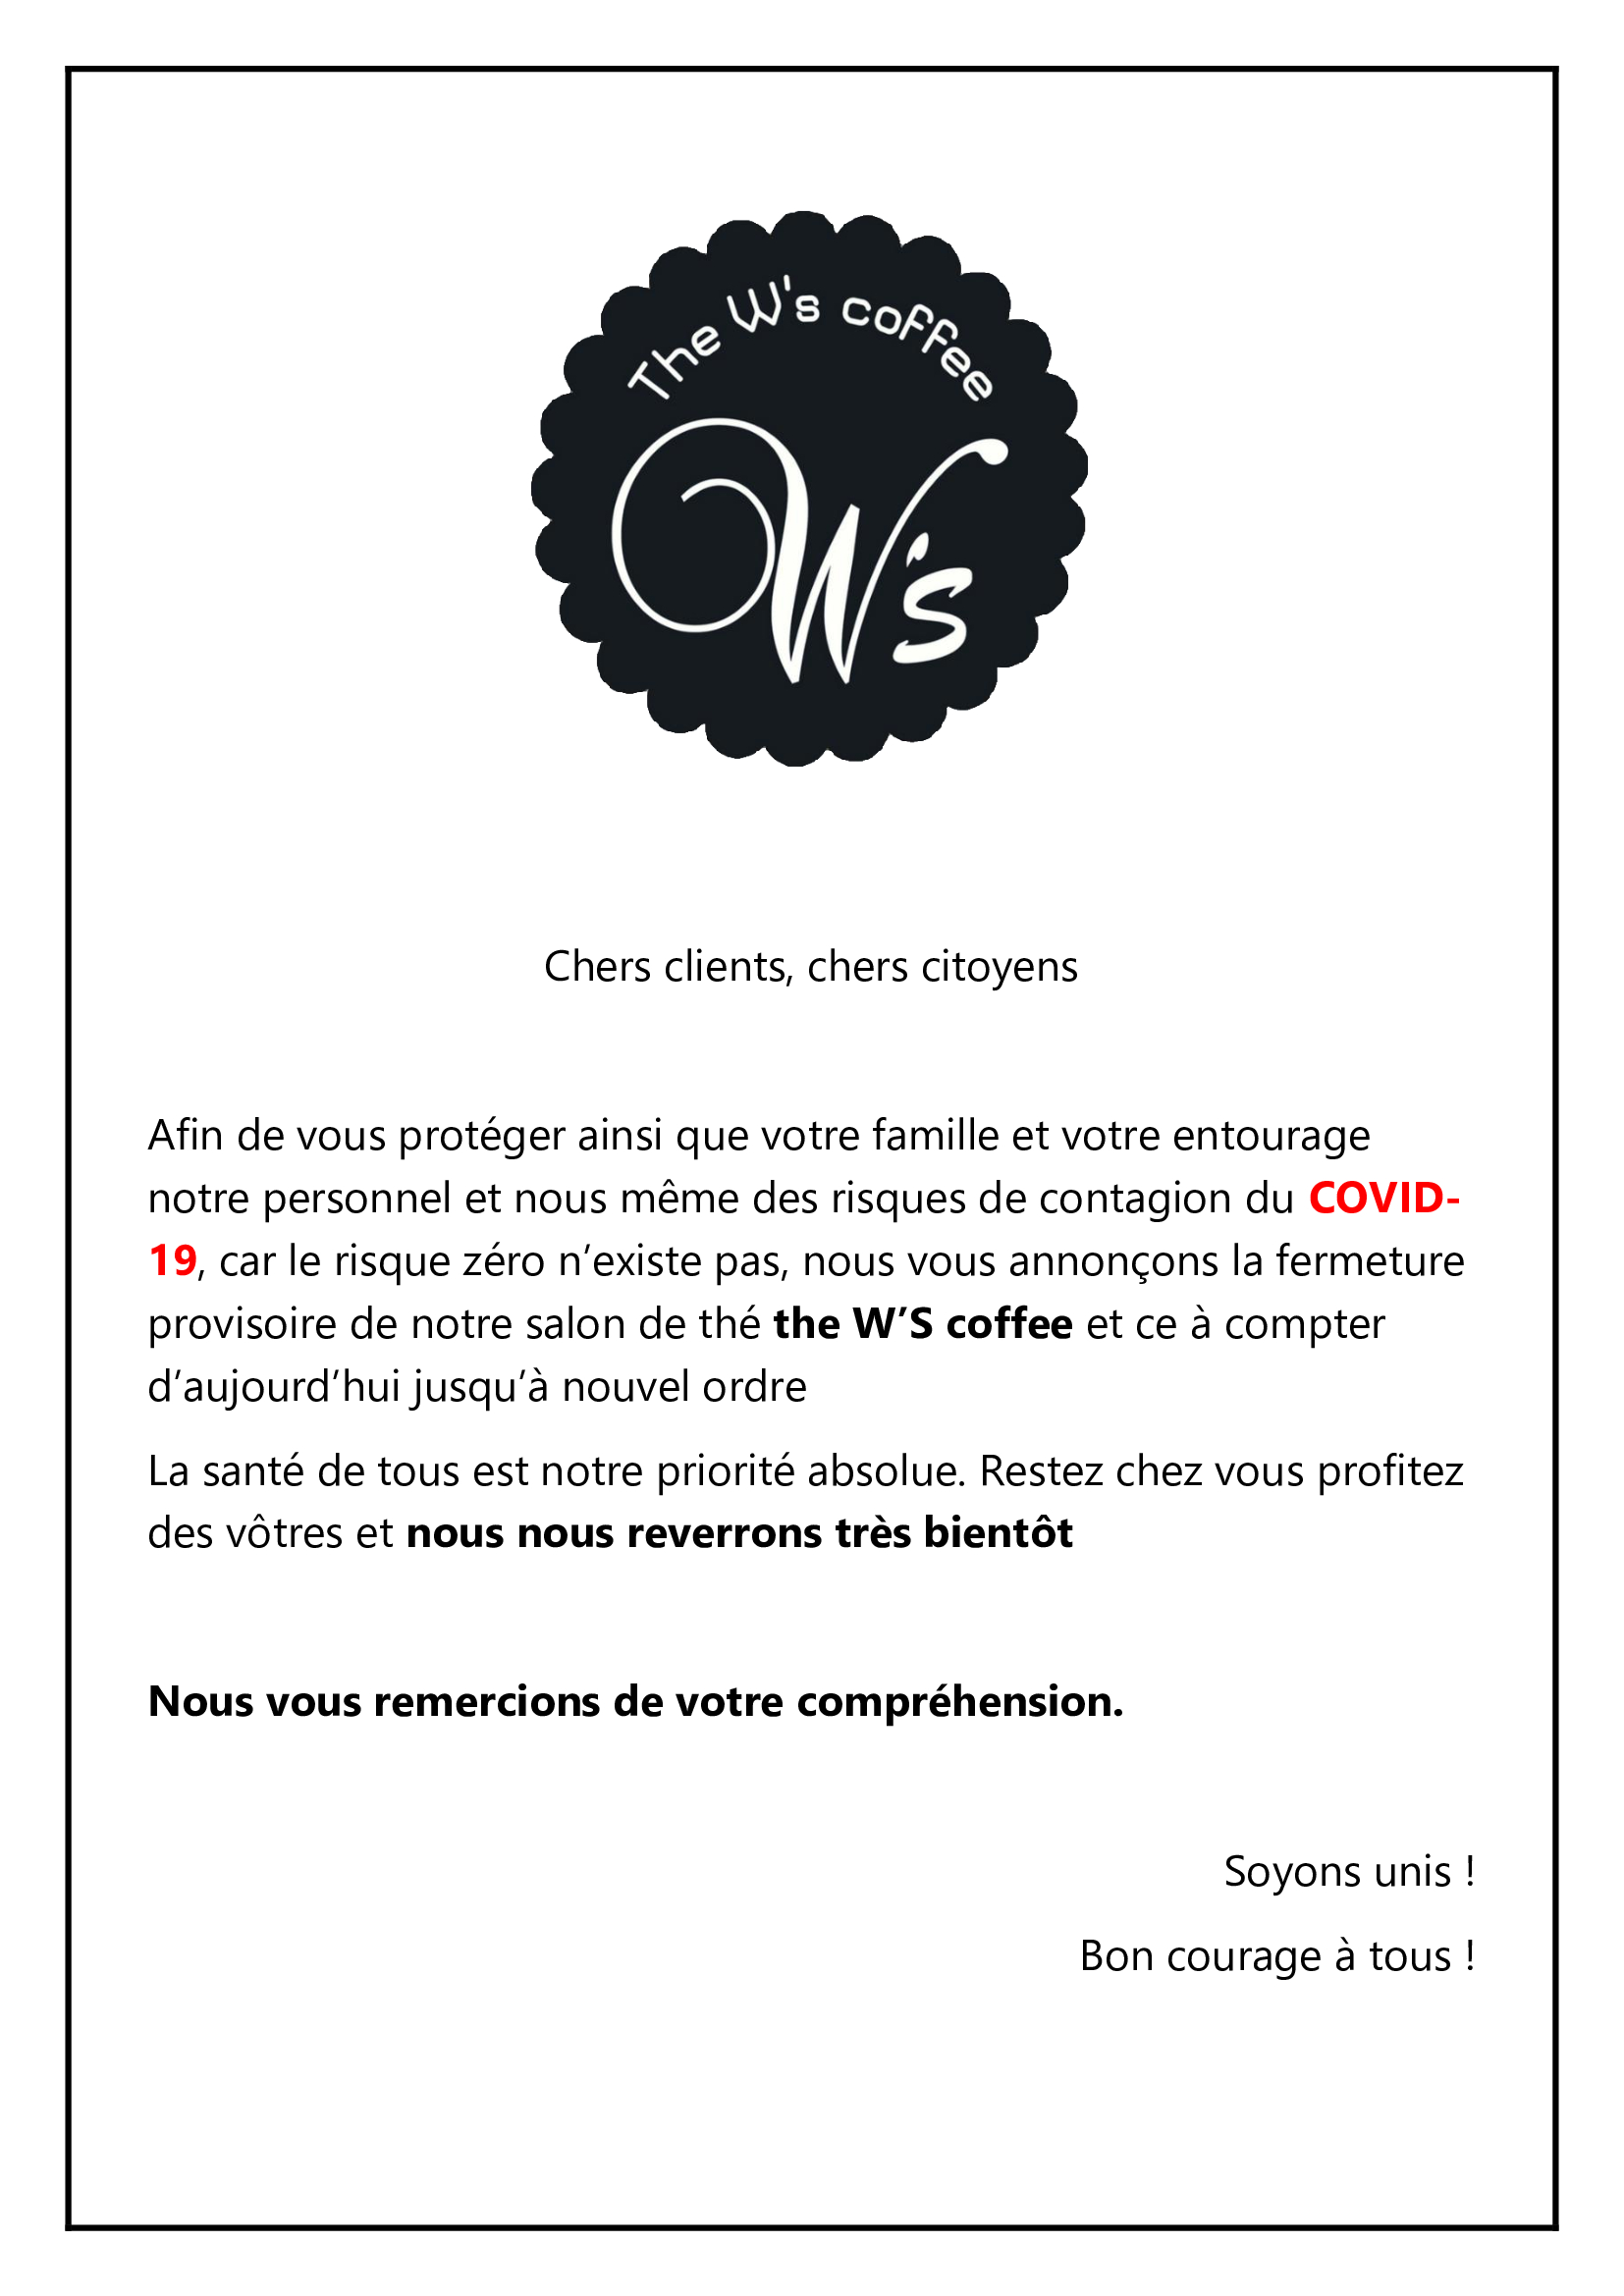 The W's coffee
W's
Chers clients, chers citoyens
Afin de vous protéger ainsi que votre famille et votre entourage
notre personnel et nous même des risques de contagion du COVID-
19, car le risque zéro n’existe pas, nous vous annonçons la fermeture
provisoire de notre salon de thé the W’S coffee et ce à compter
d’aujourd’hui jusqu’à nouvel ordre
La santé de tous est notre priorité absolue. Restez chez vous profitez
des vôtres et nous nous reverrons très bientôt
Nous vous remercions de votre compréhension.
Soyons unis !
Bon courage à tous !